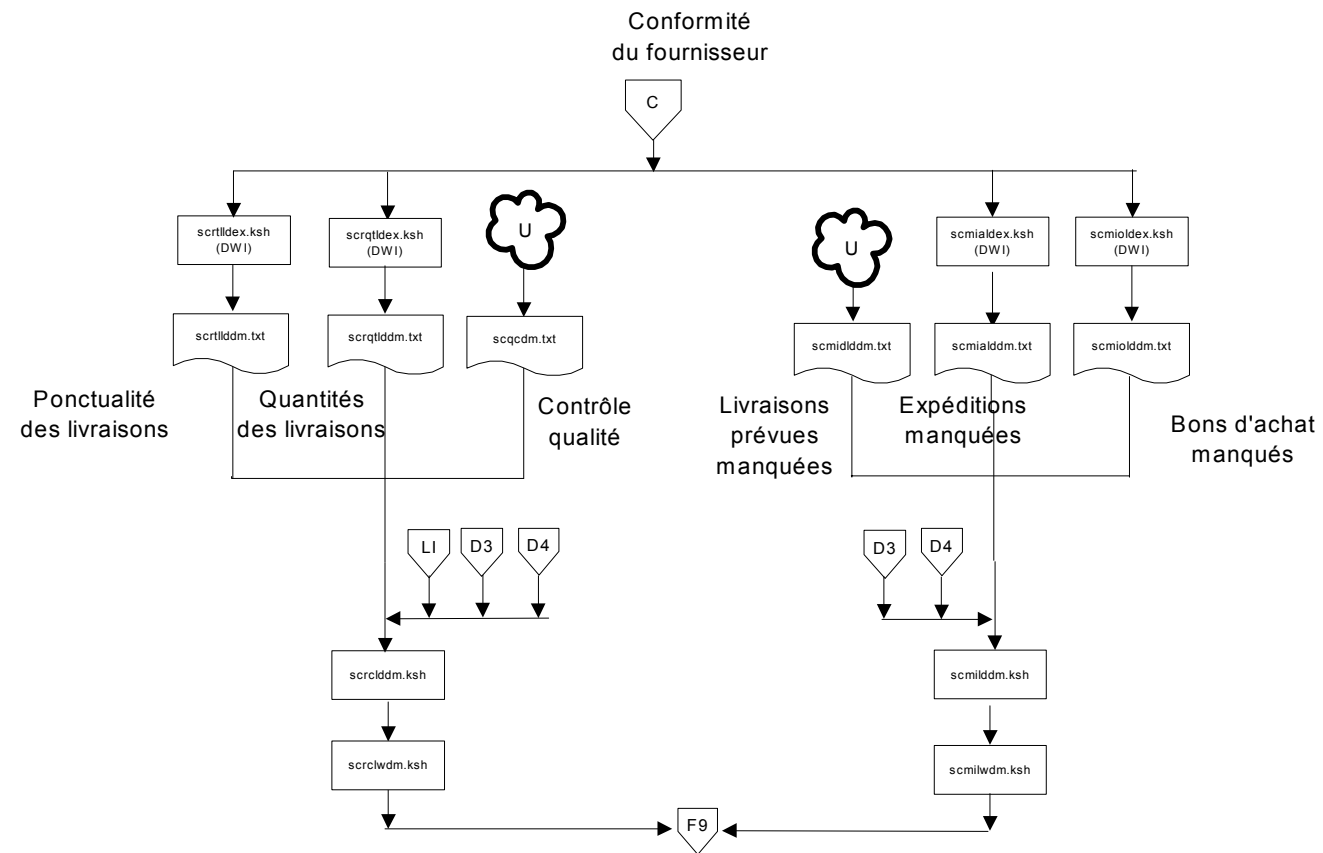 Conformité
du fournisseur
C
scrtlldex.ksh
(DWI)
scrqtldex.ksh
(DWI)
U
U
scmialdex.ksh
(DWI)
scmioldex.ksh
(DWI)
scrtllddm.txt
scrqtlddm.txt
scqcdm.txt
scmidlddm.txt
scmialddm.txt
scmiolddm.txt
Ponctualité
des livraisons
Quantités
des livraisons
Contrôle
qualité
Livraisons
prévues
manquées
Expéditions
manquées
Bons d'achat
manqués
LI
D3
D4
D3
D4
scrclddm.ksh
scmilddm.ksh
scrclwdm.ksh
scmilwdm.ksh
F9